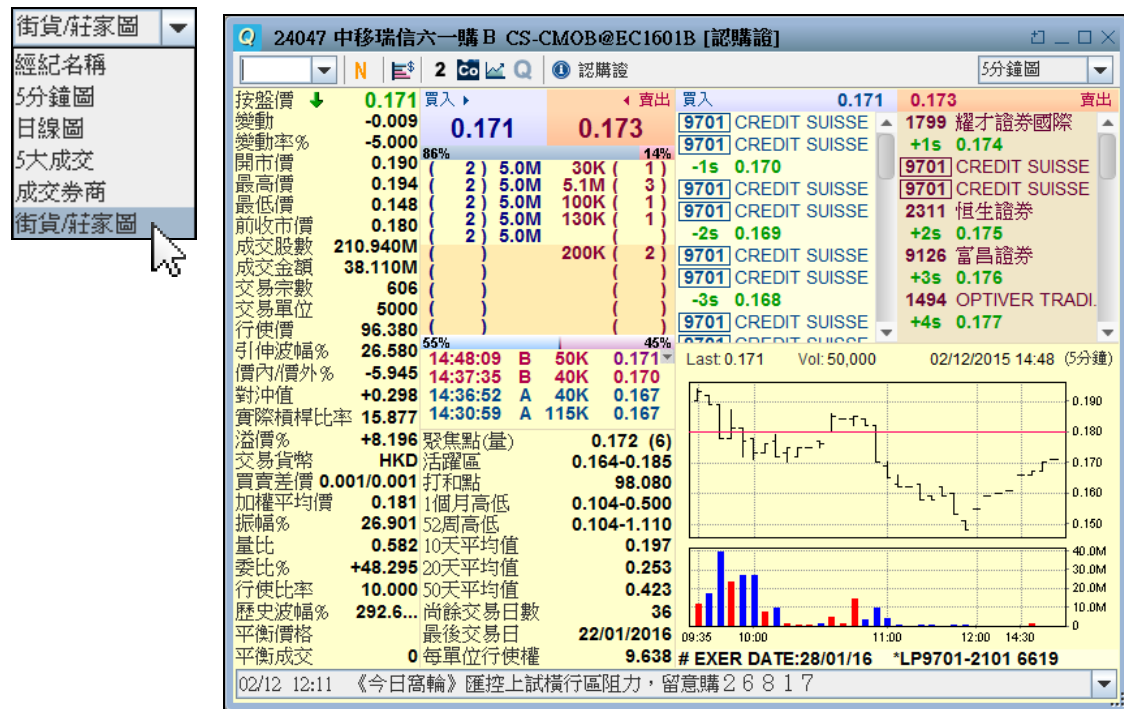 街貨/莊家圖
經紀名稱
5分鐘圖
日線圖
5大成交
成交券商
街貨/莊家圖
24047 中移瑞信六一購B CS-CMOB@EC1601B [認購證]
N 2 Co Q 認購證 5分鐘圖
按盤價 0.171
變動 -0.009
變動率% -5.000
開市價 0.190
最高價 0.194
最低價 0.148
前收市價 0.180
成交股數 210.940M
成交金額 38.110M
交易宗數 606
交易單位 5000
行使價 96.380
引伸波幅% 26.580
價內/價外% -5.945
對沖值 +0.298
實際槓桿比率 15.877
溢價% +8.196
交易貨幣 HKD
買賣差價 0.001/0.001
加權平均價 0.181
振幅% 26.901
量比 0.582
委比% +48.295
行使比率 10.000
歷史波幅% 292.6...
平衡價格
平衡成交 0
買入 賣出
0.171 0.173
86% 14%
( 2) 5.0M 30K ( 1)
( 2) 5.0M 5.1M ( 3)
( 2) 5.0M 100K ( 1)
( 2) 5.0M 130K ( 1)
( 2) 5.0M ( )
( ) 200K ( 2)
( ) ( )
( ) ( )
( ) ( )
( ) ( )
55% 45%
14:48:09 B 50K 0.171
14:37:35 B 40K 0.170
14:36:52 A 40K 0.167
14:30:59 A 115K 0.167
聚焦點(量) 0.172 (6)
活躍區 0.164-0.185
打和點 98.080
1個月高低 0.104-0.500
52周高低 0.104-1.110
10天平均值 0.197
20天平均值 0.253
50天平均值 0.423
尚餘交易日數 36
最後交易日 22/01/2016
每單位行使權 9.638
買入 0.171
9701 CREDIT SUISSE
9701 CREDIT SUISSE
-1s 0.170
9701 CREDIT SUISSE
9701 CREDIT SUISSE
-2s 0.169
9701 CREDIT SUISSE
9701 CREDIT SUISSE
-3s 0.168
9701 CREDIT SUISSE
9701 CREDIT SUISSE
0.173 賣出
1799 耀才證券國際
+1s 0.174
9701 CREDIT SUISSE
2311 恒生證券
+2s 0.175
9126 富昌證券
+3s 0.176
1494 OPTIVER TRADI.
+4s 0.177
Last: 0.171 Vol: 50,000 02/12/2015 14:48 (5分鐘)
0.190
0.180
0.170
0.160
0.150
40.0M
30.0M
20.0M
10.0M
0
09:35 10:00 11:00 12:00 14:30
# EXER DATE:28/01/16 *LP9701-2101 6619
02/12 12:11 《今日窩輪》匯控上試橫行區阻力，留意購２６８１７